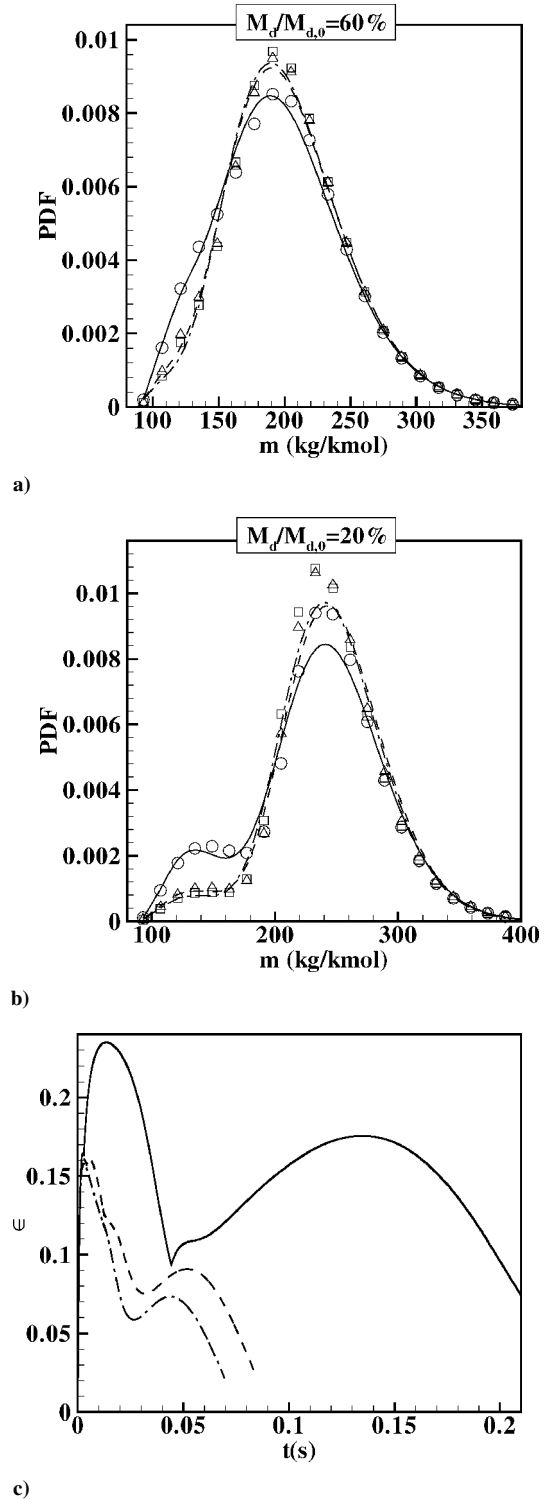 M_d/M_d,0=60%
0.01
0.008
0.006
0.004
0.002
0
PDF
100 150 200 250 300 350
m (kg/kmol)
a)
M_d/M_d,0=20%
0.01
0.008
0.006
0.004
0.002
0
PDF
100 200 300 400
m (kg/kmol)
b)
0.2
0.15
0.1
0.05
0
ϵ
0 0.05 0.1 0.15 0.2
t(s)
c)